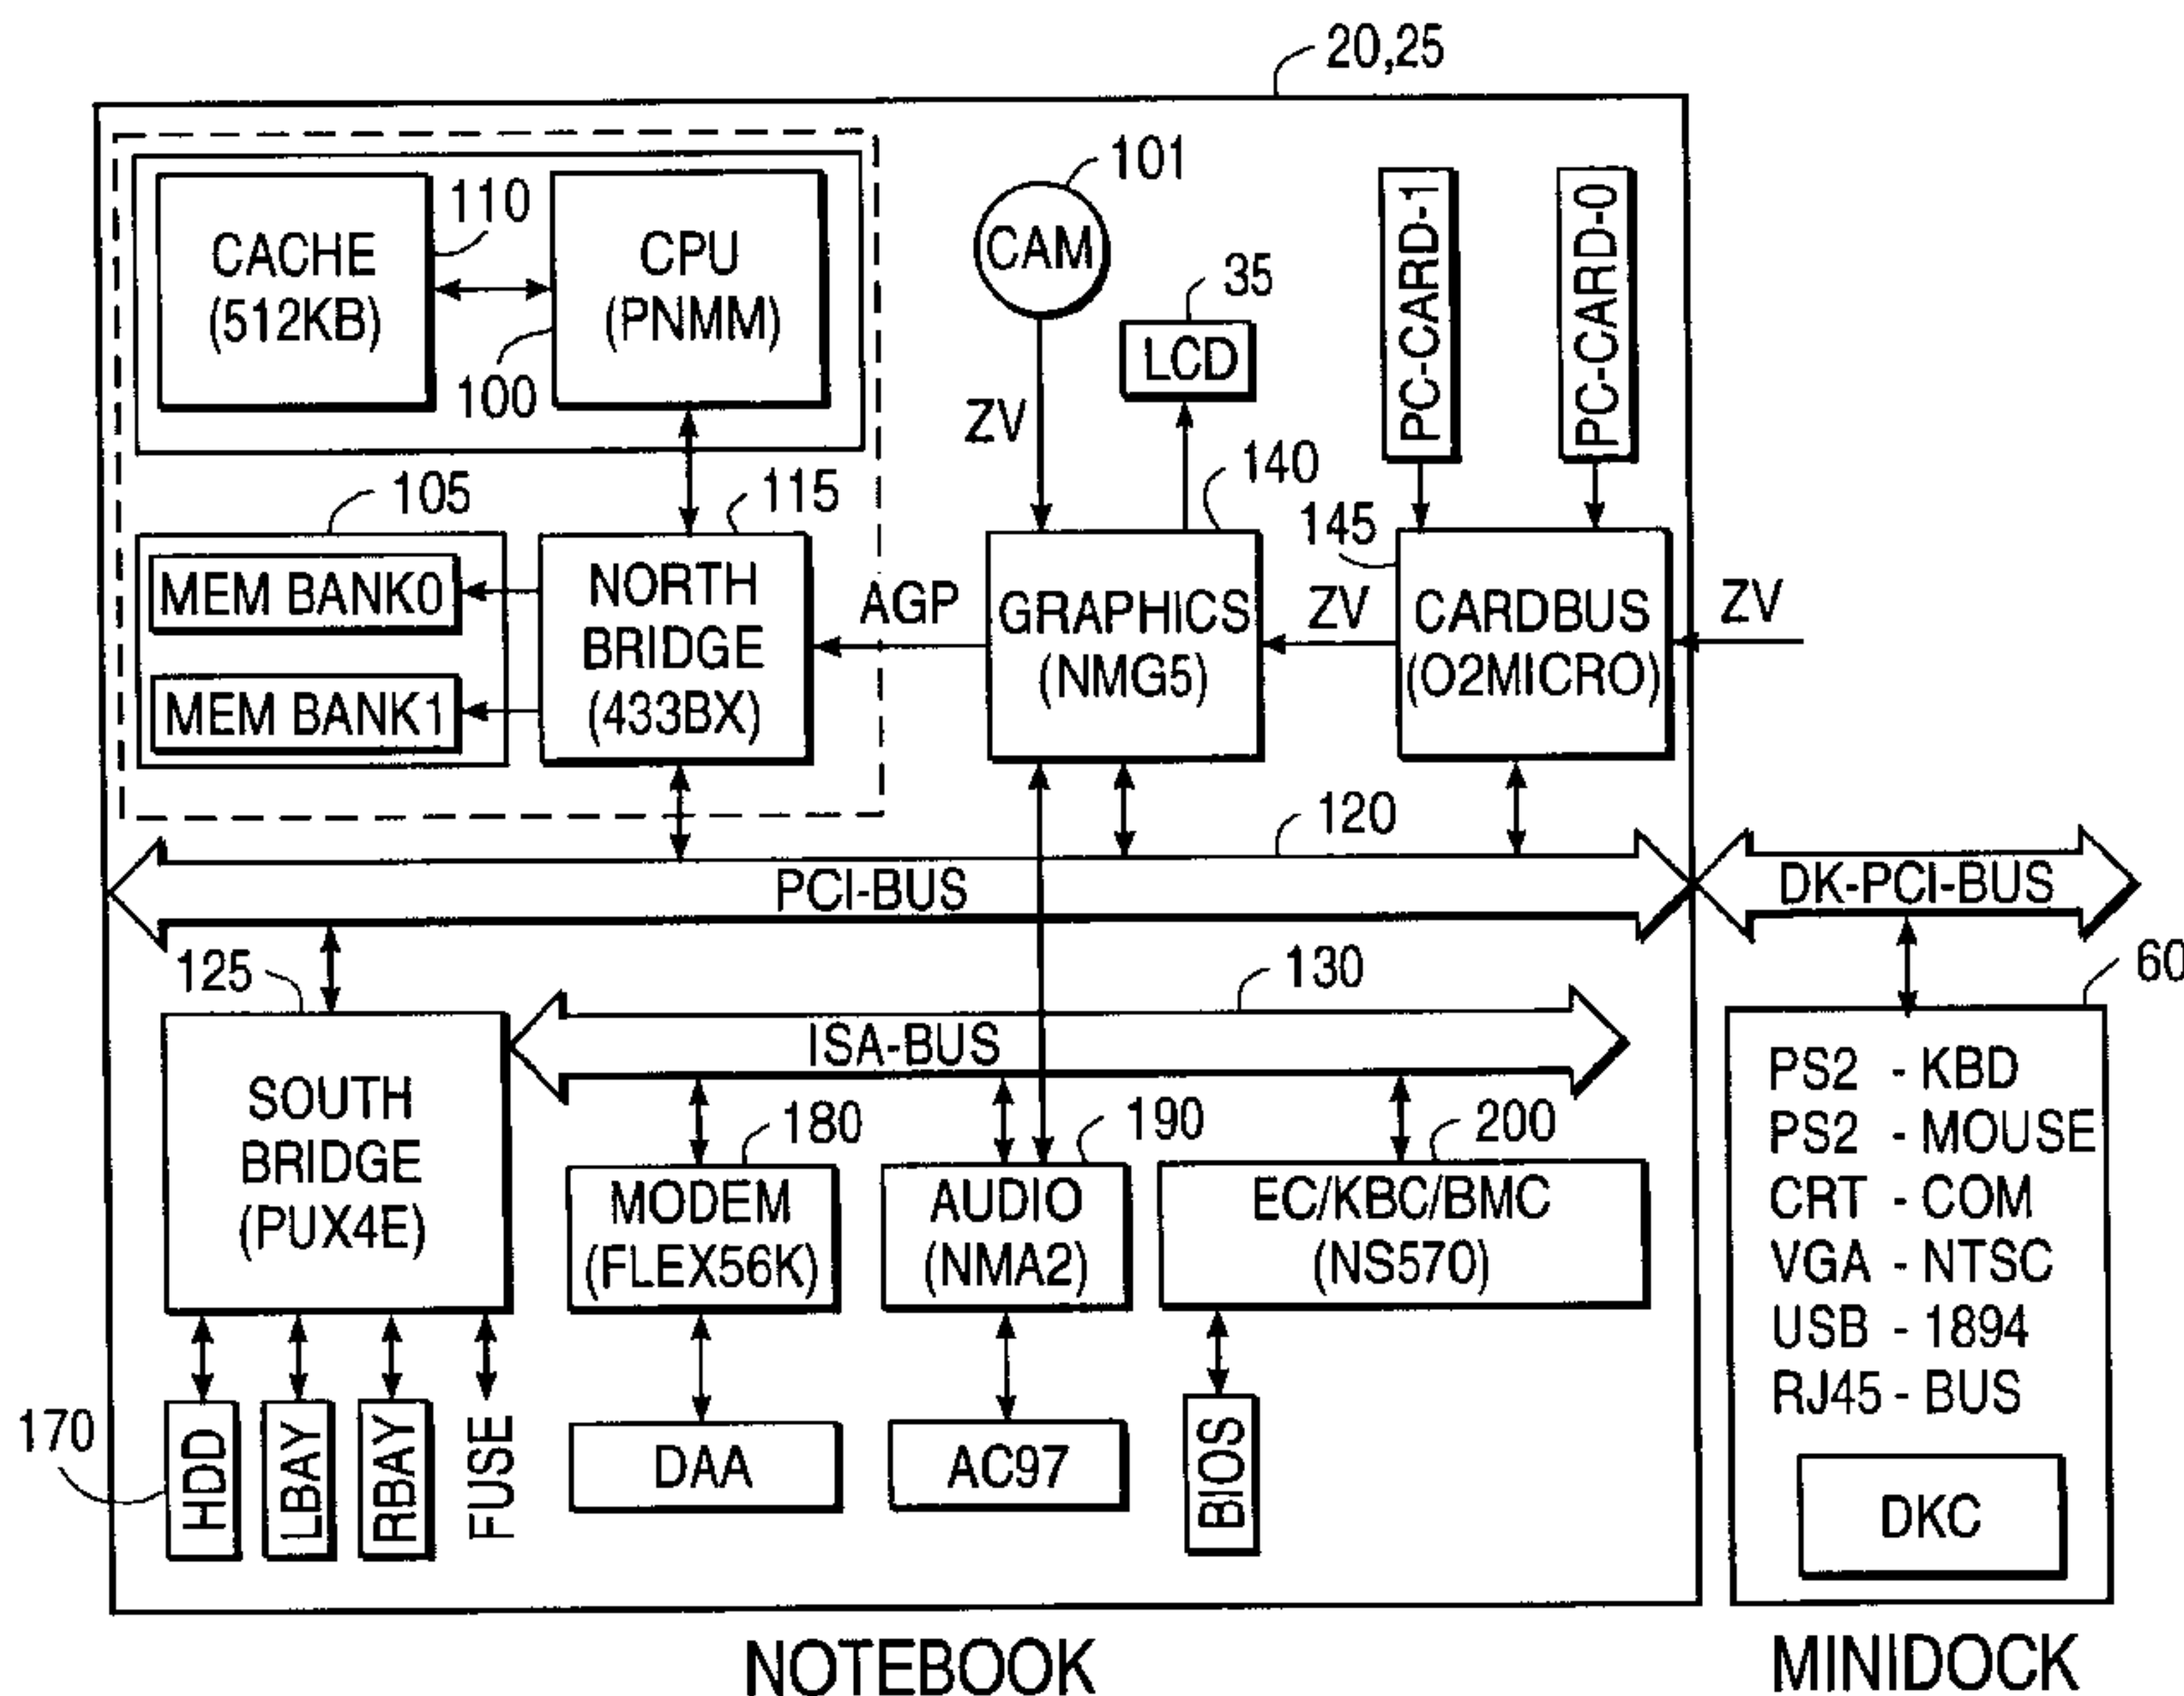 20,25
101
110
CACHE
(512KB)
CPU
(PNMM)
100
CAM
35
LCD
PC-CARD-1
PC-CARD-0
ZV
140
105
115
145
MEM BANK0
MEM BANK1
NORTH
BRIDGE
(433BX)
AGP
GRAPHICS
(NMG5)
ZV
CARDBUS
(O2MICRO)
ZV
120
PCI-BUS
DK-PCI-BUS
125
130
60
ISA-BUS
SOUTH
BRIDGE
(PUX4E)
180
190
200
MODEM
(FLEX56K)
AUDIO
(NMA2)
EC/KBC/BMC
(NS570)
PS2 - KBD
PS2 - MOUSE
CRT - COM
VGA - NTSC
USB - 1894
RJ45 - BUS
170
HDD
LBAY
RBAY
FUSE
DAA
AC97
BIOS
DKC
NOTEBOOK
MINIDOCK